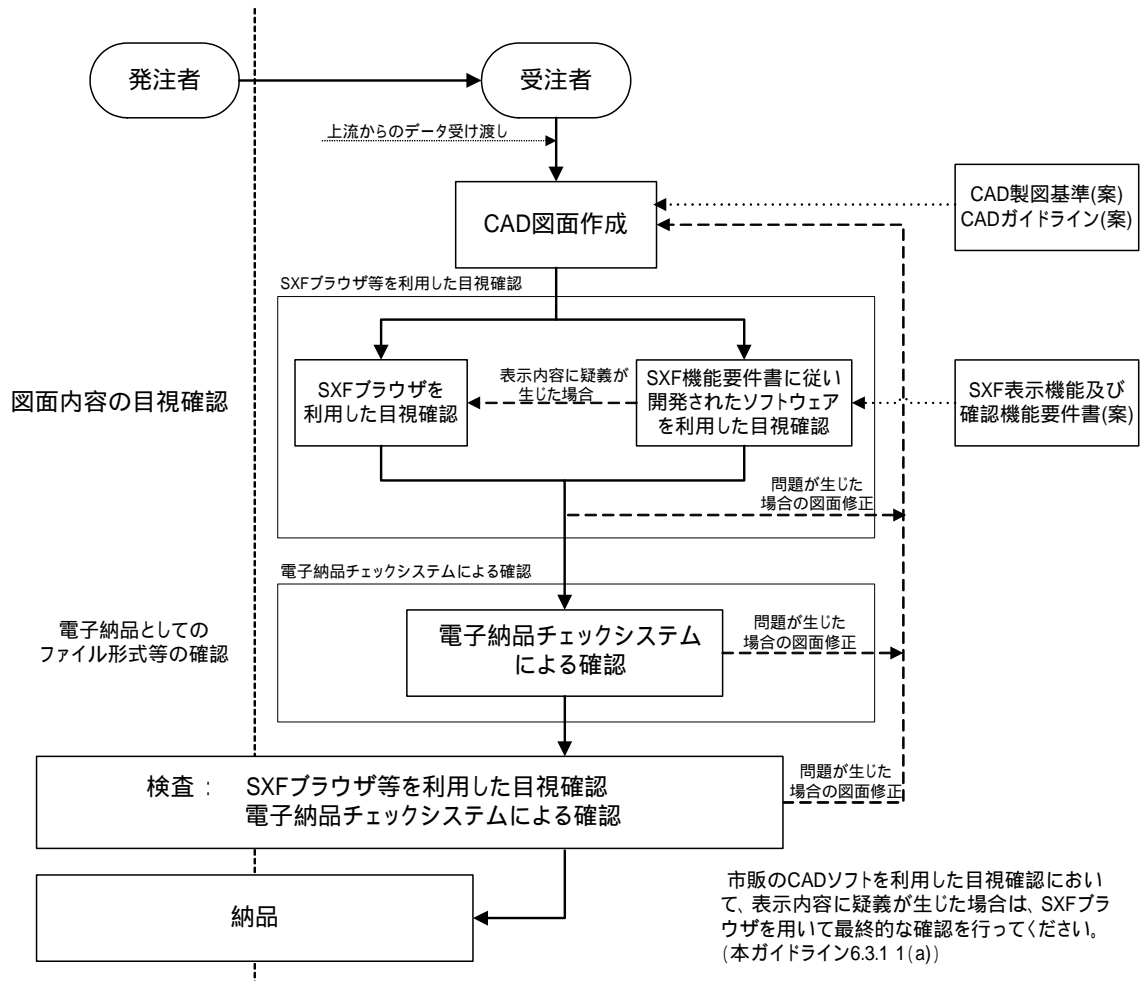 発注者
受注者
上流からのデータ受け渡し
CAD図面作成
CAD製図基準(案)
CADガイドライン(案)
SXFブラウザ等を利用した目視確認
図面内容の目視確認
SXFブラウザを
利用した目視確認
表示内容に疑義が
生じた場合
SXF機能要件書に従い
開発されたソフトウェア
を利用した目視確認
SXF表示機能及び
確認機能要件書(案)
問題が生じた
場合の図面修正
電子納品チェックシステムによる確認
電子納品としての
ファイル形式等の確認
電子納品チェックシステム
による確認
問題が生じた
場合の図面修正
検査： SXFブラウザ等を利用した目視確認
電子納品チェックシステムによる確認
問題が生じた
場合の図面修正
納品
市販のCADソフトを利用した目視確認におい
て、表示内容に疑義が生じた場合は、SXFブラ
ウザを用いて最終的な確認を行ってください。
(本ガイドライン6.3.1 1(a))